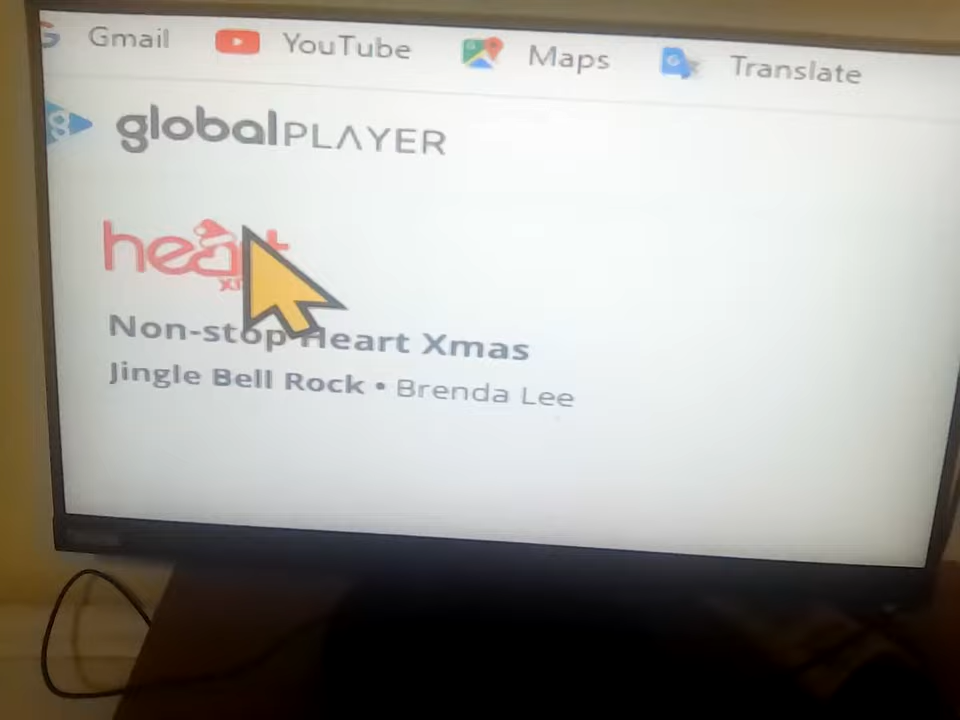 Gmail YouTube Maps Translate
globalPLAYER
heart
Non-stop Heart Xmas
Jingle Bell Rock • Brenda Lee